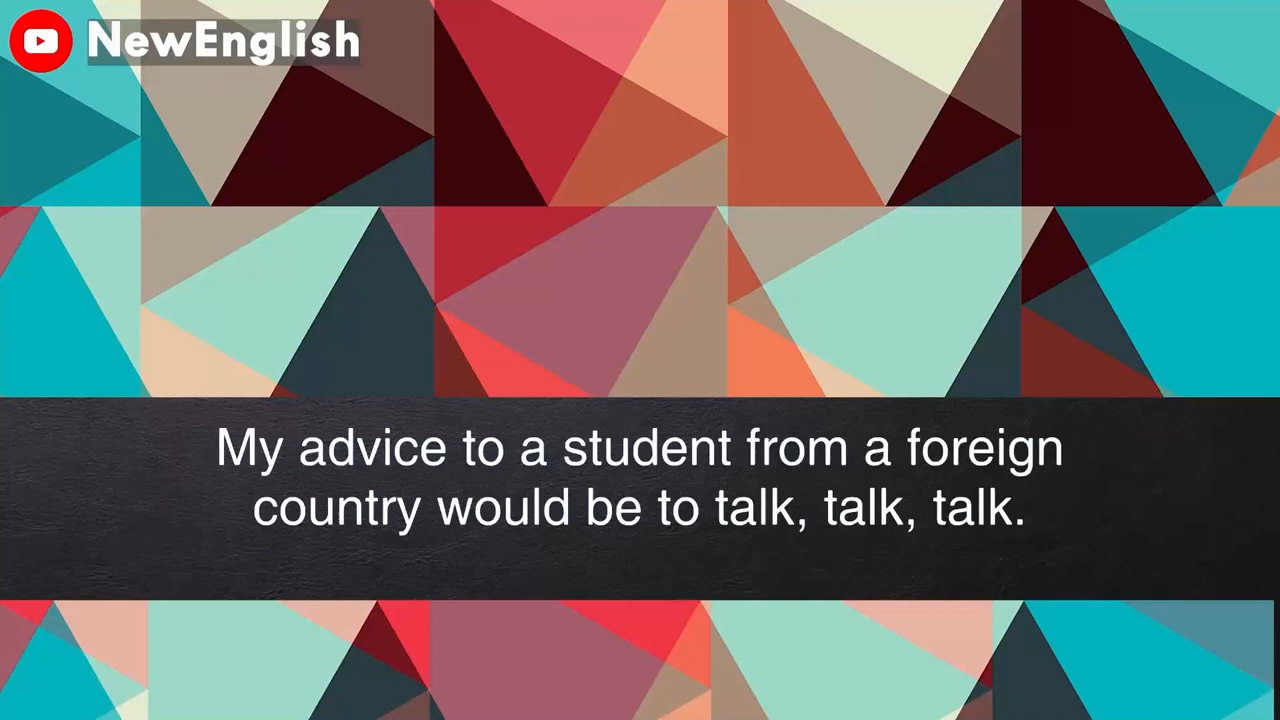 NewEnglish
My advice to a student from a foreign
country would be to talk, talk, talk.